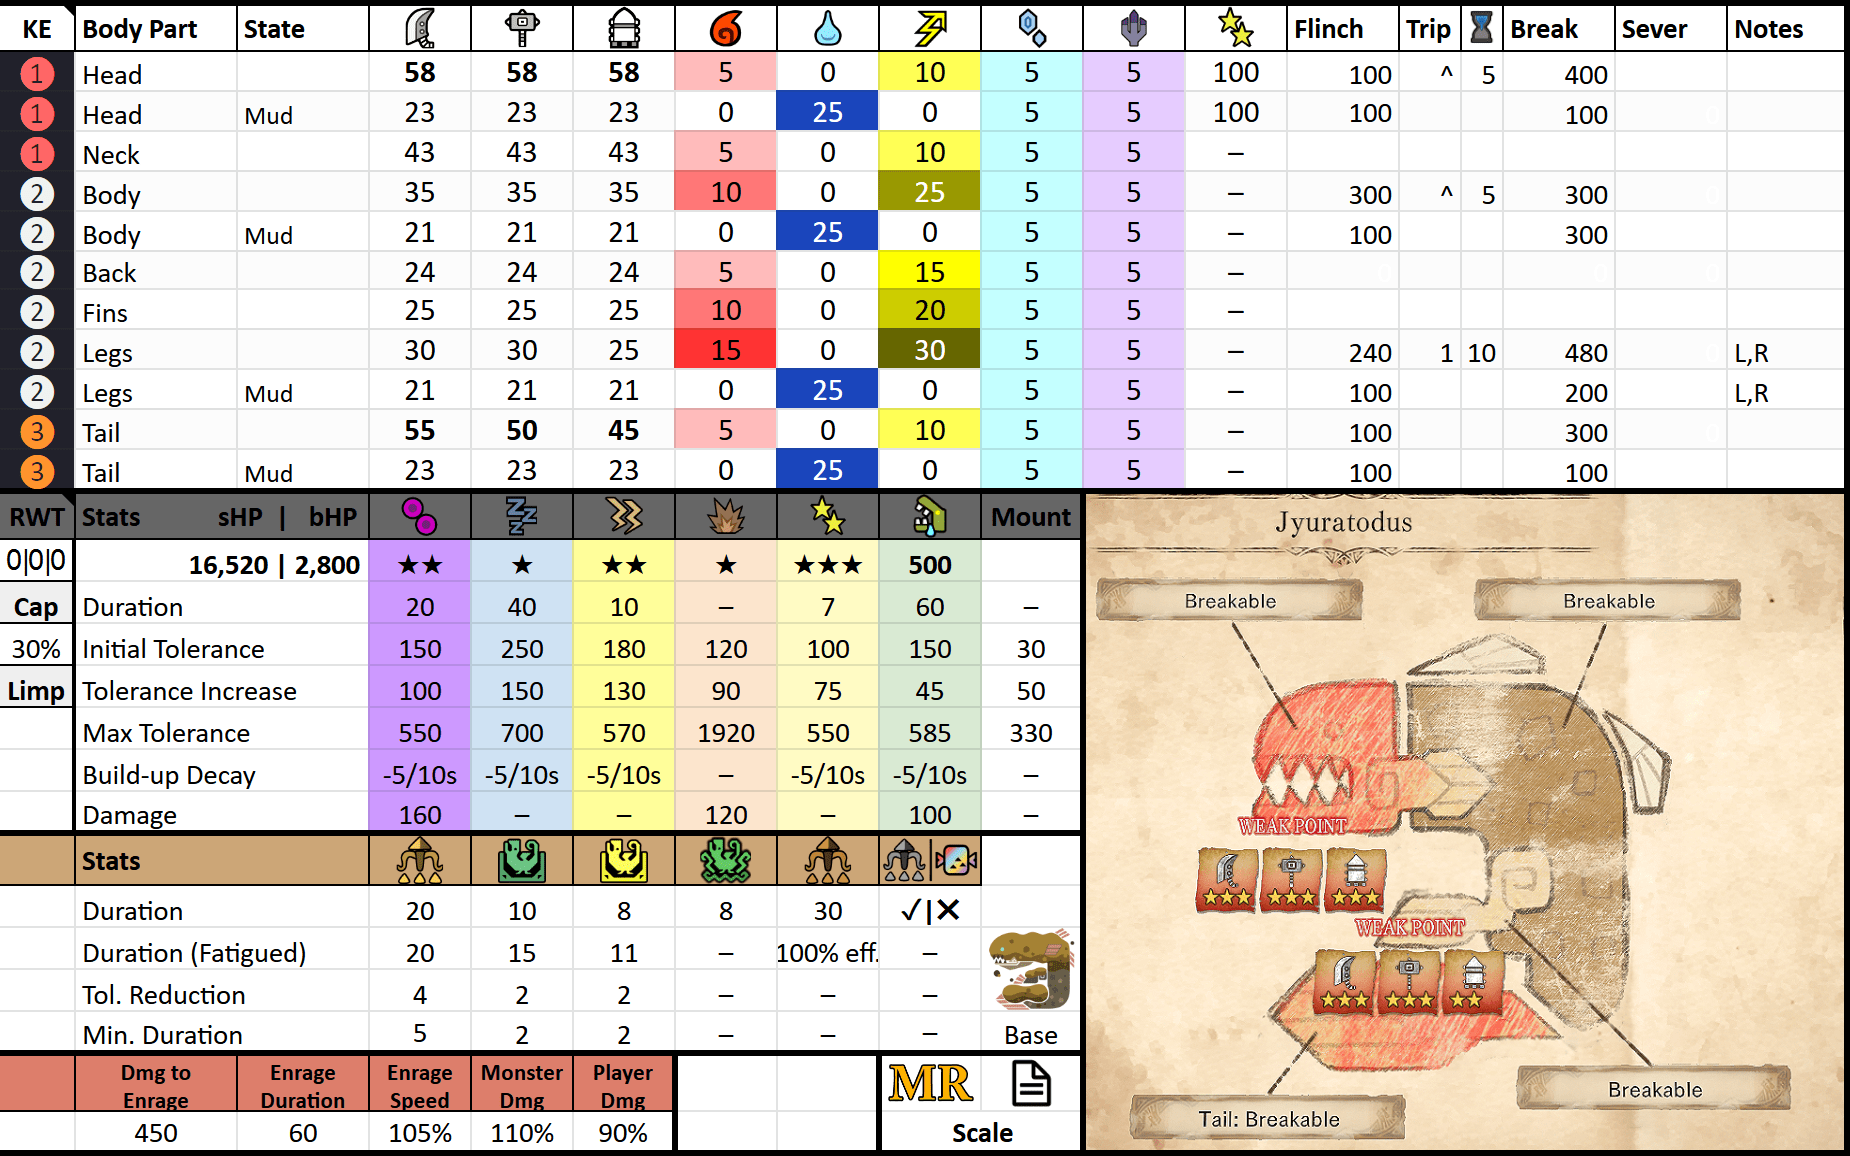 KE Body Part State Flinch Trip Break Sever Notes
1 Head 58 58 58 5 0 10 5 5 100 100 ^ 5 400
1 Head Mud 23 23 23 0 25 0 5 5 100 100 100
1 Neck 43 43 43 5 0 10 5 5 –
2 Body 35 35 35 10 0 25 5 5 – 300 ^ 5 300
2 Body Mud 21 21 21 0 25 0 5 5 – 100 300
2 Back 24 24 24 5 0 15 5 5 –
2 Fins 25 25 25 10 0 20 5 5 –
2 Legs 30 30 25 15 0 30 5 5 – 240 1 10 480 L,R
2 Legs Mud 21 21 21 0 25 0 5 5 – 100 200 L,R
3 Tail 55 50 45 5 0 10 5 5 – 100 300
3 Tail Mud 23 23 23 0 25 0 5 5 – 100 100
RWT Stats sHP | bHP Mount
0|0|0 16,520 | 2,800 ★★ ★ ★★ ★ ★★★ 500
Cap Duration 20 40 10 – 7 60 –
30% Initial Tolerance 150 250 180 120 100 150 30
Limp Tolerance Increase 100 150 130 90 75 45 50
Max Tolerance 550 700 570 1920 550 585 330
Build-up Decay -5/10s -5/10s -5/10s – -5/10s -5/10s –
Damage 160 – – 120 – 100 –
Stats
Duration 20 10 8 8 30 ✓|✕
Duration (Fatigued) 20 15 11 – 100% eff. –
Tol. Reduction 4 2 2 – – –
Min. Duration 5 2 2 – – – Base
Dmg to Enrage Enrage Duration Enrage Speed Monster Dmg Player Dmg MR
450 60 105% 110% 90% Scale
Jyuratodus
Breakable Breakable
WEAK POINT
WEAK POINT
Breakable
Tail: Breakable